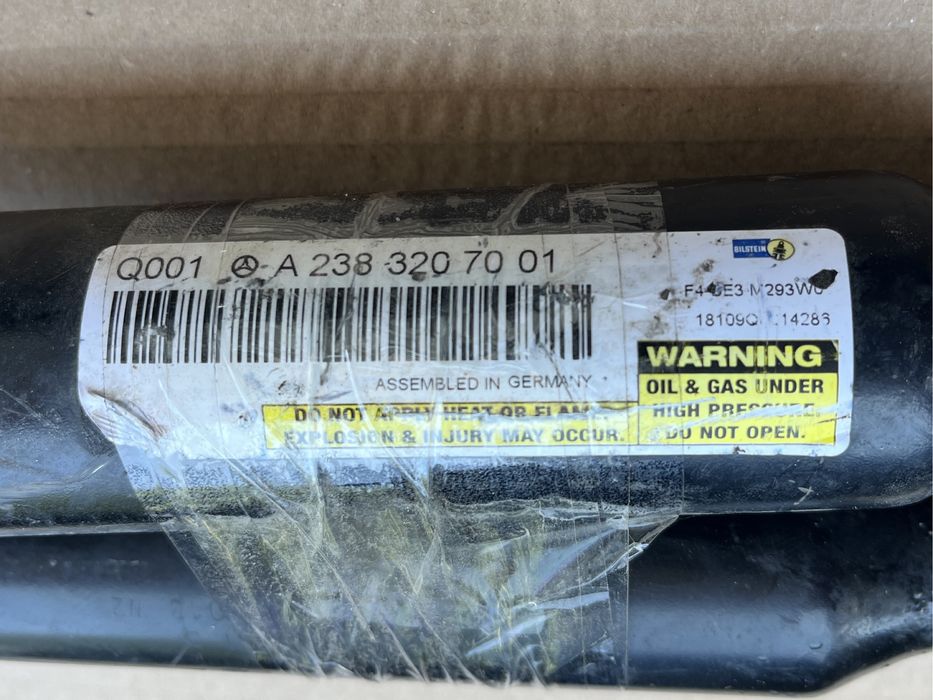 Q001 A 238 320 70 01
BILSTEIN
ASSEMBLED IN GERMANY
WARNING
OIL & GAS UNDER
HIGH PRESSURE.
DO NOT OPEN.
DO NOT APPLY HEAT OR FLAME.
EXPLOSION & INJURY MAY OCCUR.